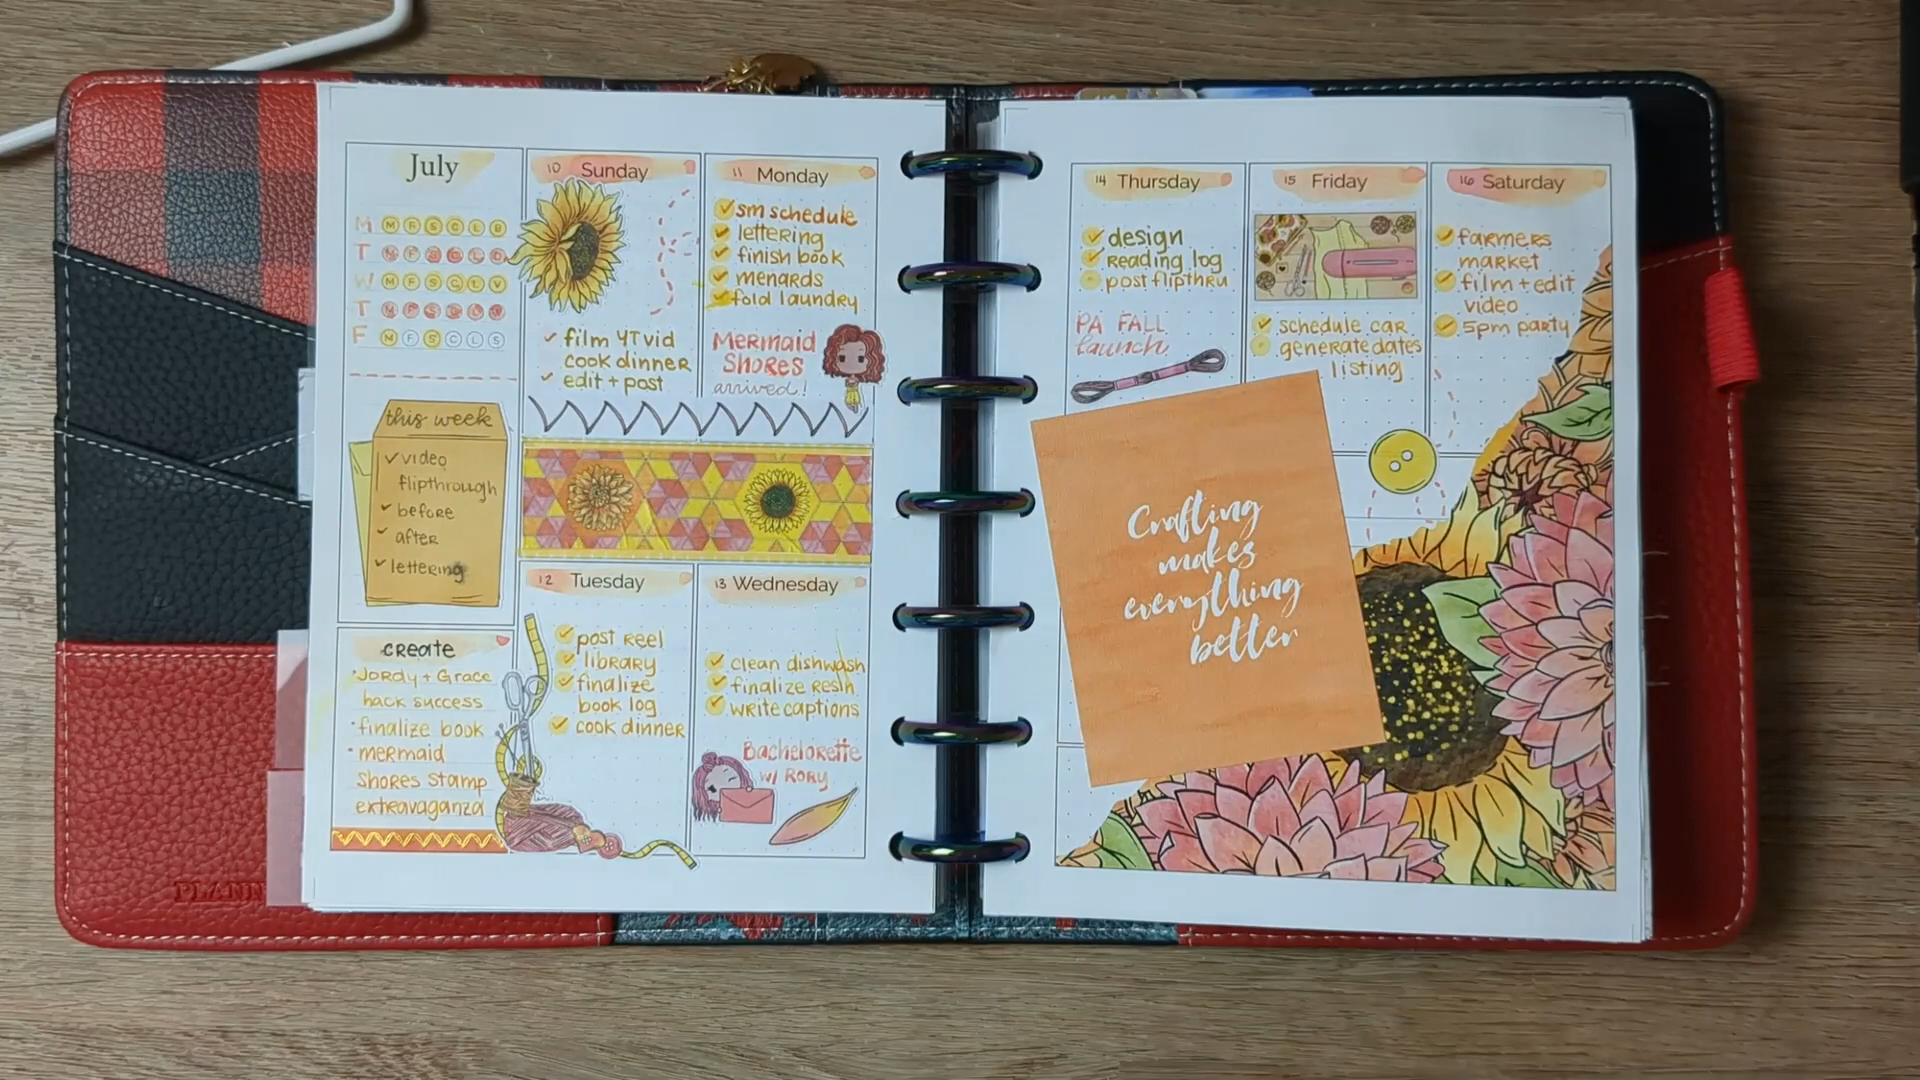 July
M M F S C L B
T
W M F S C L V
T
F M F S C L S
this week
✓ video
flipthrough
✓ before
✓ after
✓ lettering
create
• Jordy + Grace
hack success
• finalize book
• mermaid
shores stamp
extravaganza
10 Sunday
✓ film YT vid
cook dinner
✓ edit + post
11 Monday
✓ sm schedule
✓ lettering
✓ finish book
✓ menards
✓ fold laundry
Mermaid
Shores
arrived!
12 Tuesday
✓ post reel
✓ library
✓ finalize
book log
✓ cook dinner
13 Wednesday
✓ clean dishwash
✓ finalize resin
✓ write captions
Bachelorette
w/ Rory
14 Thursday
✓ design
✓ reading log
post flipthru
PA FALL
launch
15 Friday
✓ schedule car
generate dates
listing
16 Saturday
✓ farmers
market
✓ film + edit
video
✓ 5pm party
Crafting
makes
everything
better
PLANN